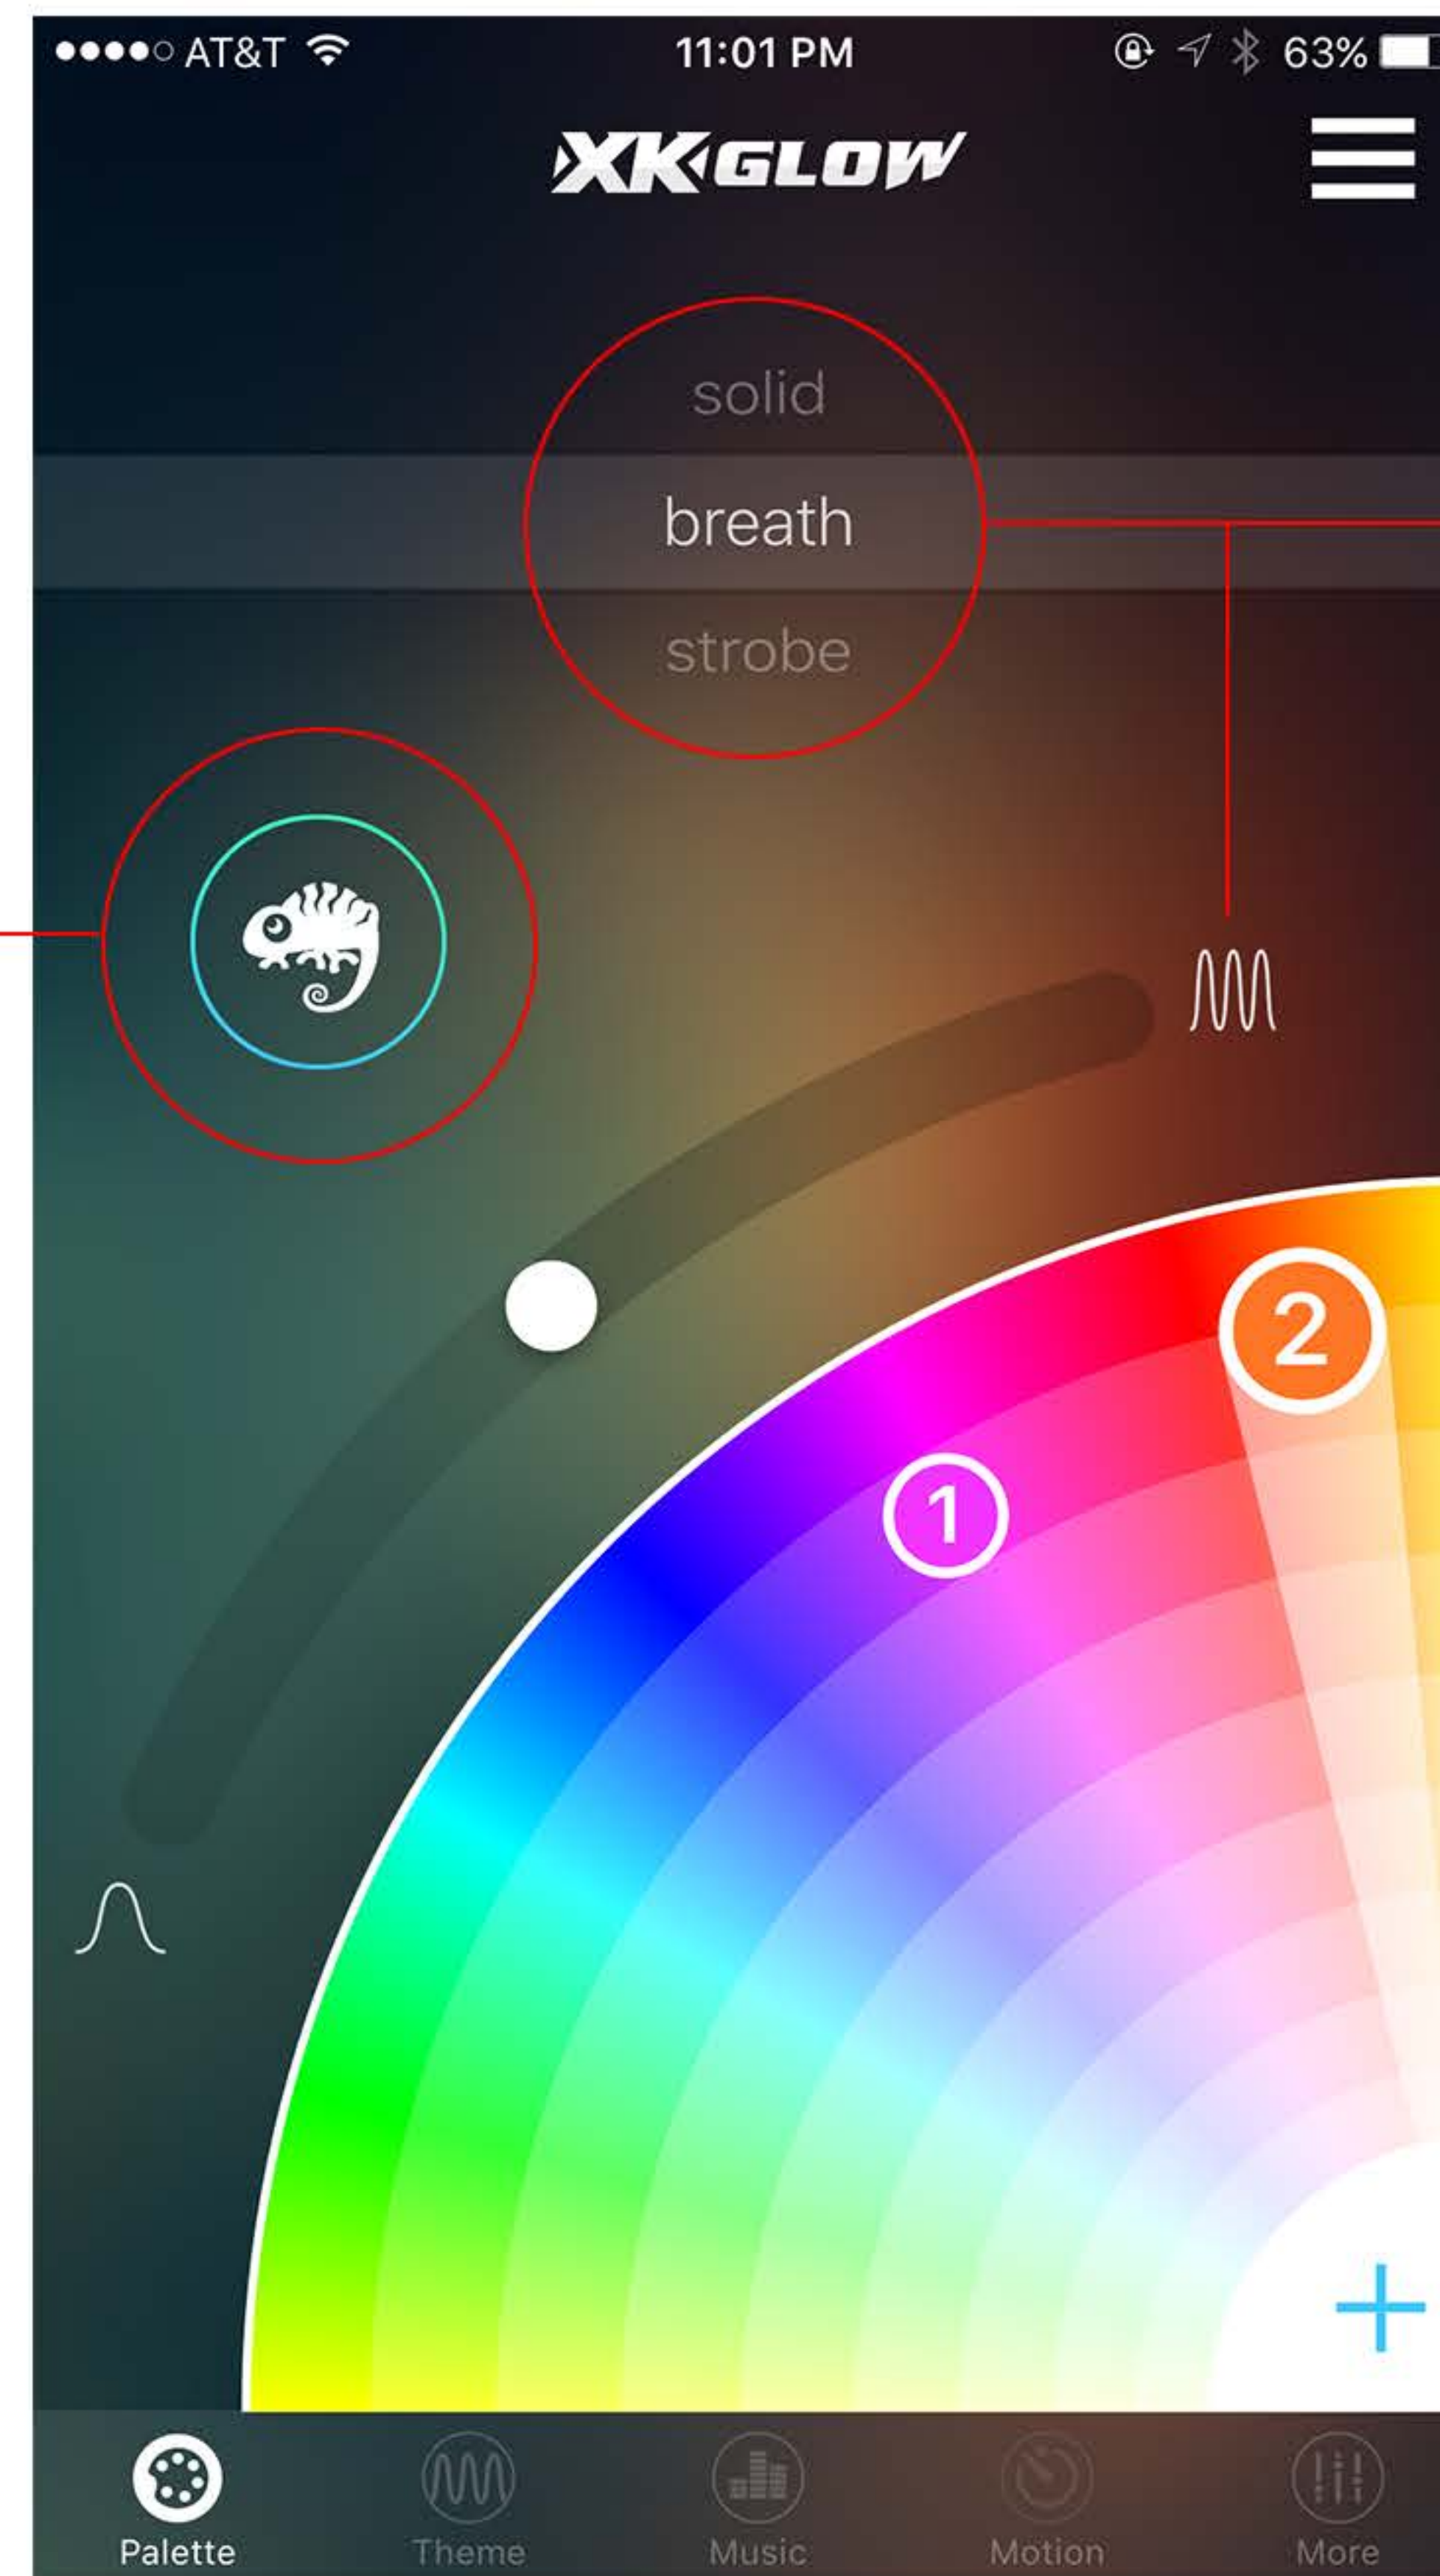 AT&T 11:01 PM 63%
XKGLOW
solid
breath
strobe
2
1
Palette Theme Music Motion More